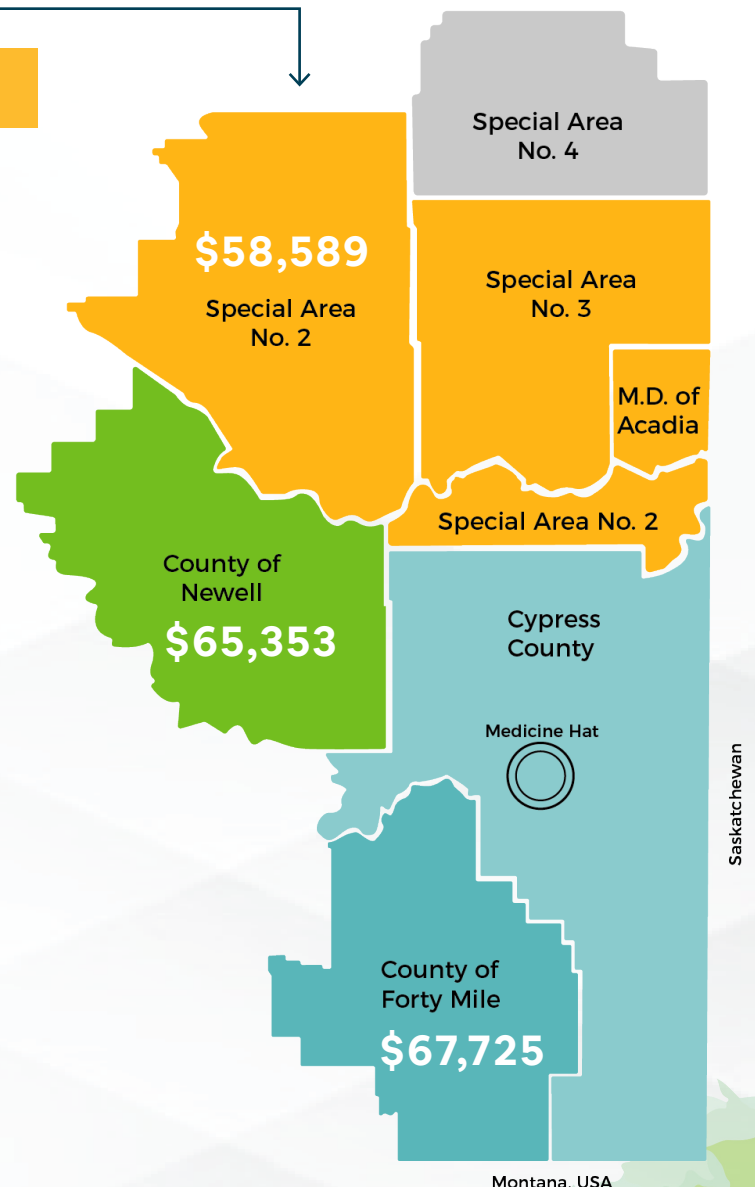 Special Area
No. 4
$58,589
Special Area
No. 2
Special Area
No. 3
M.D. of
Acadia
Special Area No. 2
County of
Newell
$65,353
Cypress
County
Medicine Hat
Saskatchewan
County of
Forty Mile
$67,725
Montana, USA